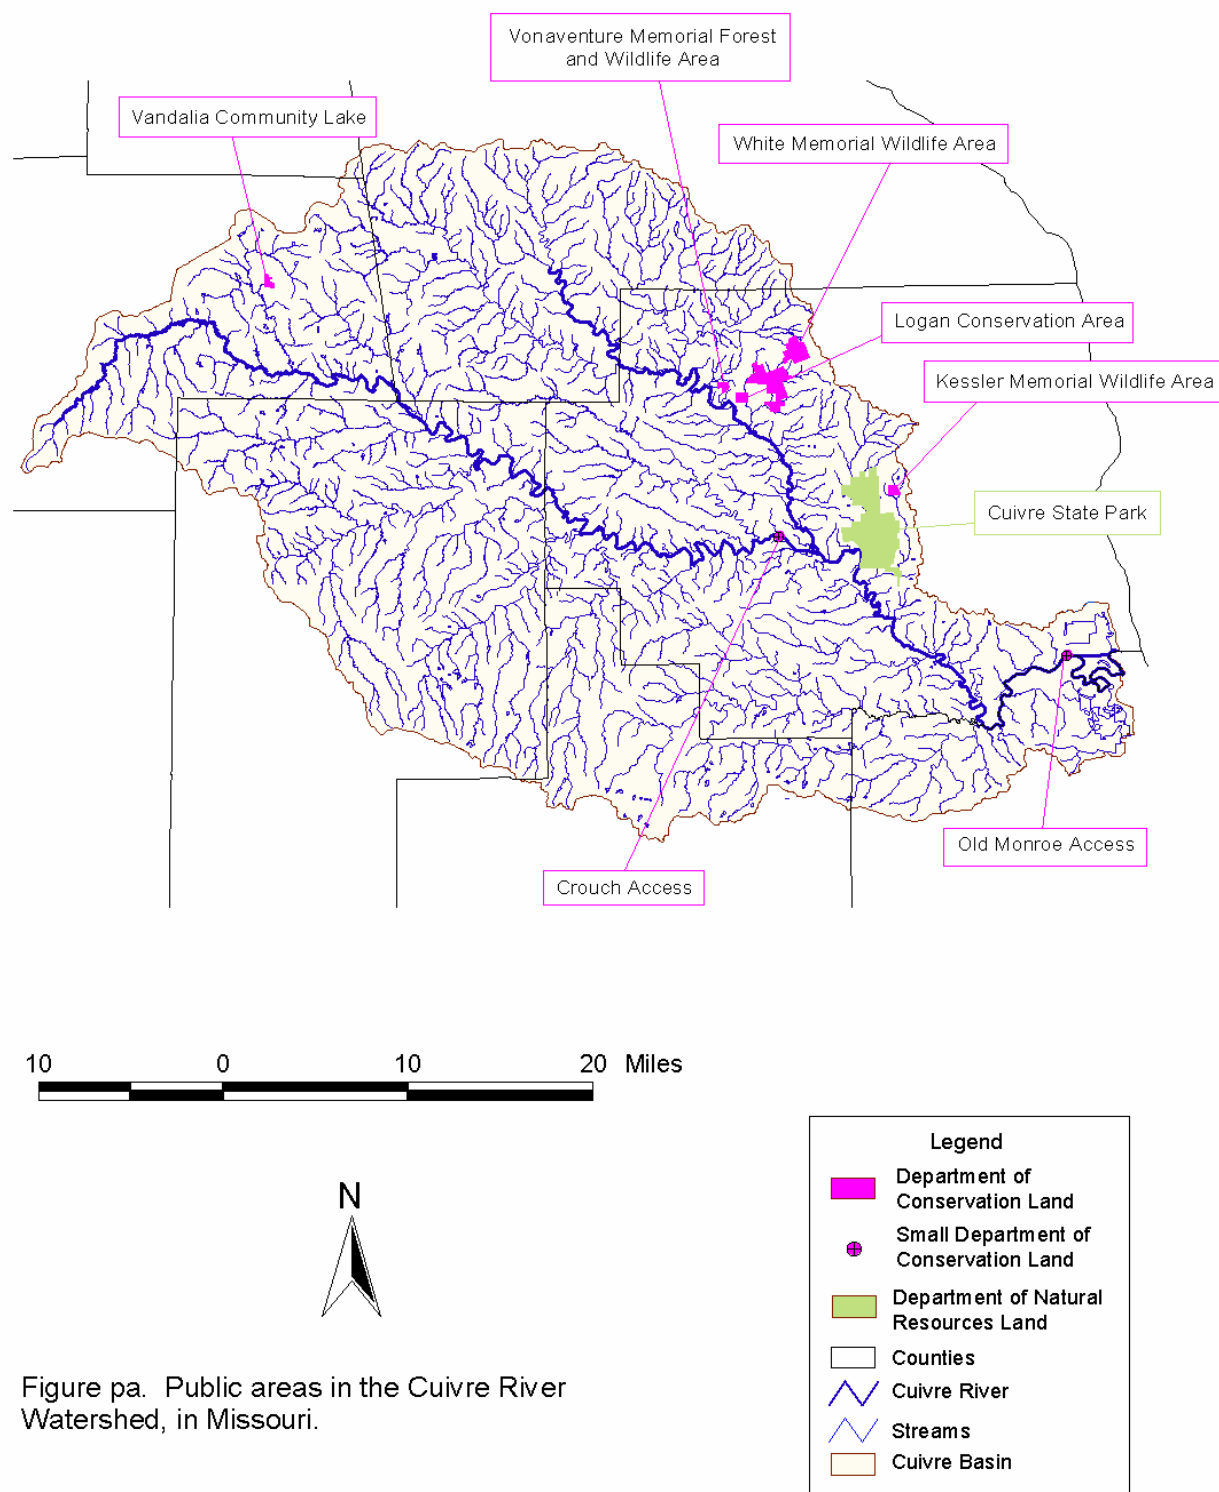 Vonaventure Memorial Forest
and Wildlife Area
Vandalia Community Lake
White Memorial Wildlife Area
Logan Conservation Area
Kessler Memorial Wildlife Area
Cuivre State Park
Old Monroe Access
Crouch Access
10 0 10 20 Miles
N
Figure pa. Public areas in the Cuivre River
Watershed, in Missouri.
Legend
Department of
Conservation Land
Small Department of
Conservation Land
Department of Natural
Resources Land
Counties
Cuivre River
Streams
Cuivre Basin